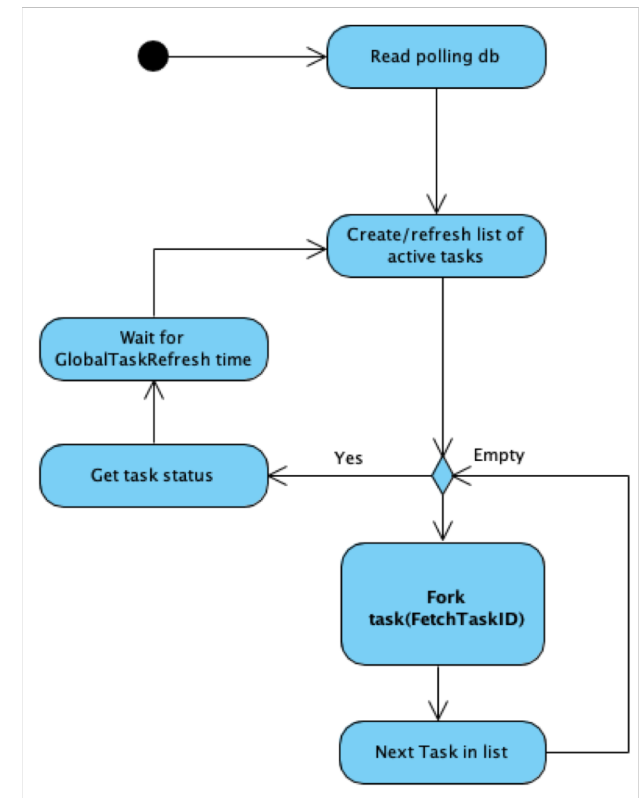 Read polling db
Create/refresh list of
active tasks
Wait for
GlobalTaskRefresh time
Get task status
Yes
Empty
Fork
task(FetchTaskID)
Next Task in list